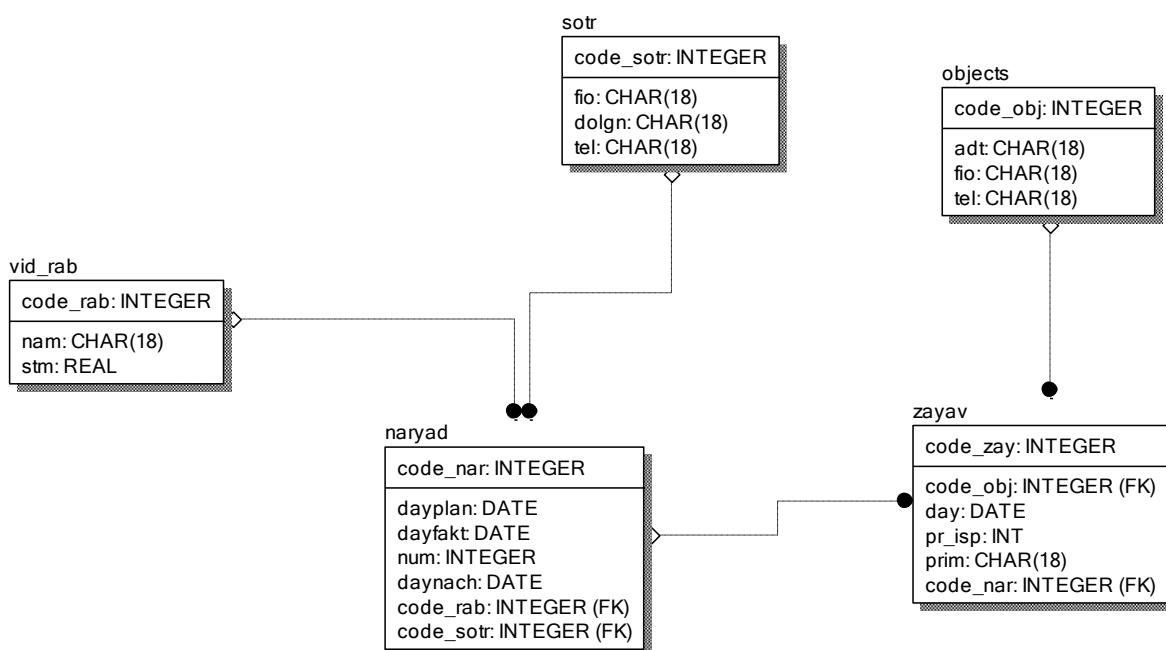 sotr
code_sotr: INTEGER
fio: CHAR(18)
dolgn: CHAR(18)
tel: CHAR(18)
objects
code_obj: INTEGER
adt: CHAR(18)
fio: CHAR(18)
tel: CHAR(18)
vid_rab
code_rab: INTEGER
nam: CHAR(18)
stm: REAL
naryad
code_nar: INTEGER
dayplan: DATE
dayfakt: DATE
num: INTEGER
daynach: DATE
code_rab: INTEGER (FK)
code_sotr: INTEGER (FK)
zayav
code_zay: INTEGER
code_obj: INTEGER (FK)
day: DATE
pr_isp: INT
prim: CHAR(18)
code_nar: INTEGER (FK)